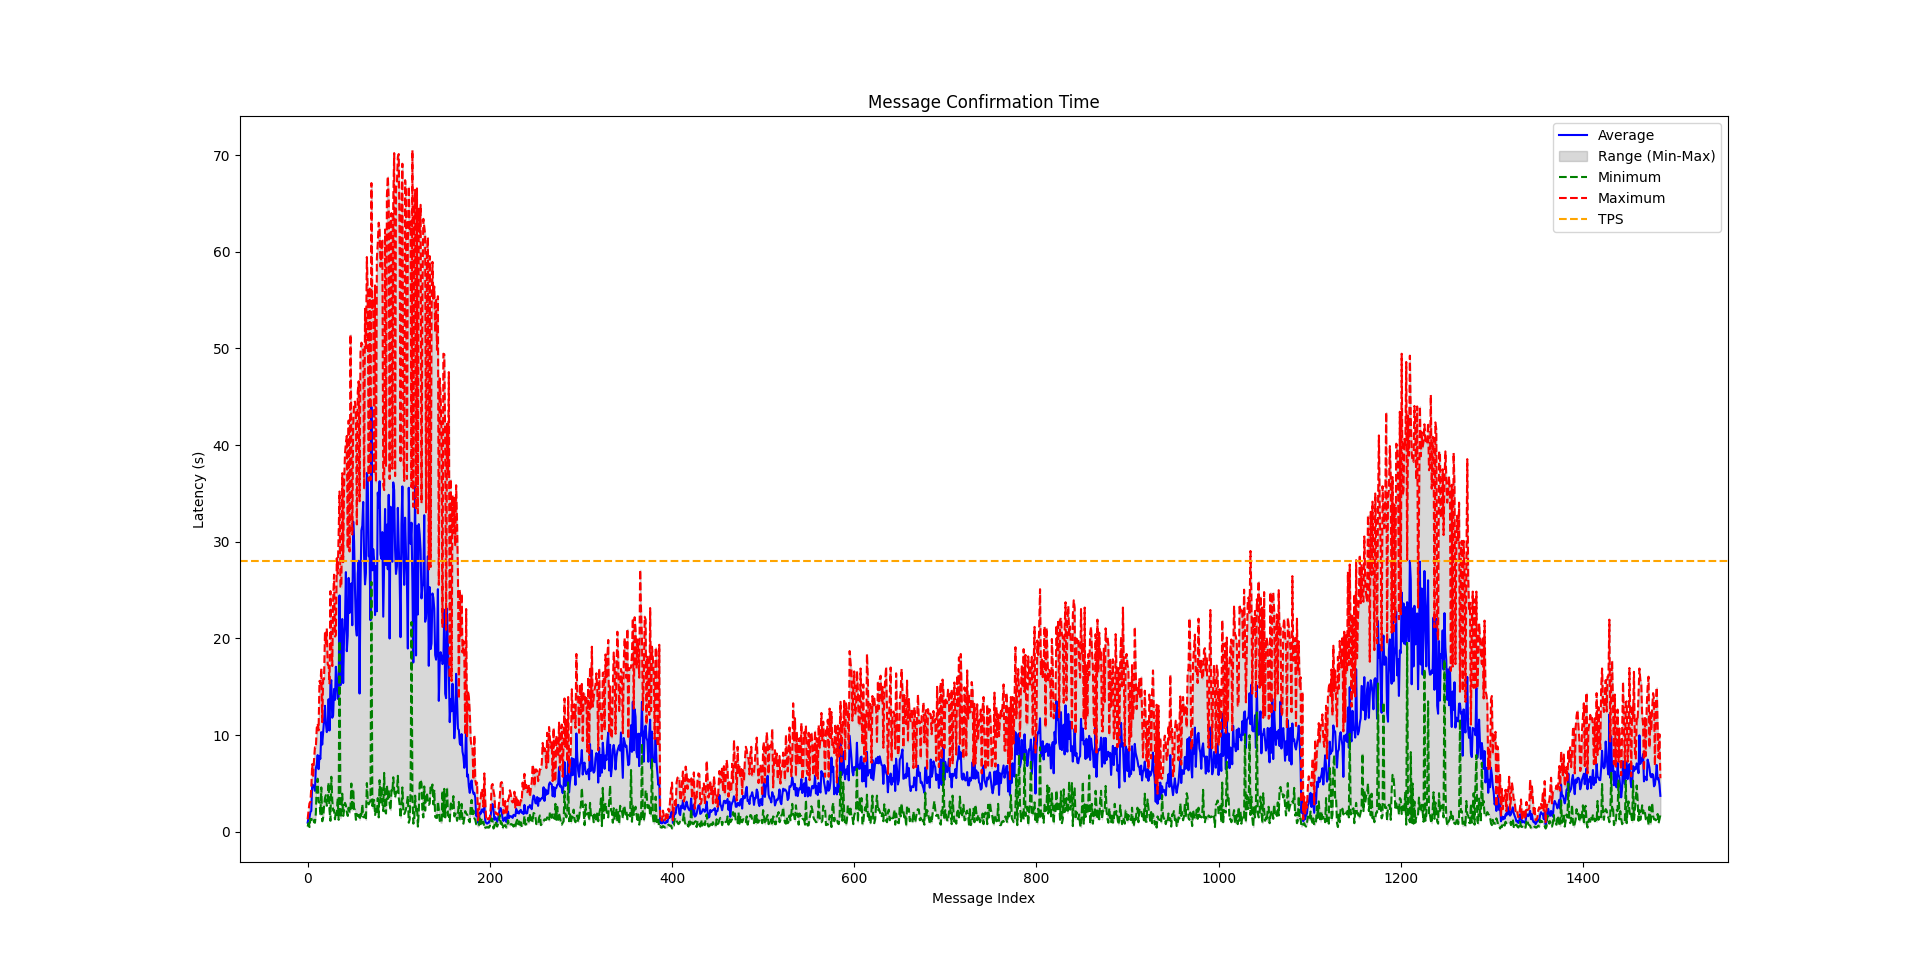 Message Confirmation Time
Average
Range (Min-Max)
Minimum
Maximum
TPS
Latency (s)
70
60
50
40
30
20
10
0
0 200 400 600 800 1000 1200 1400
Message Index